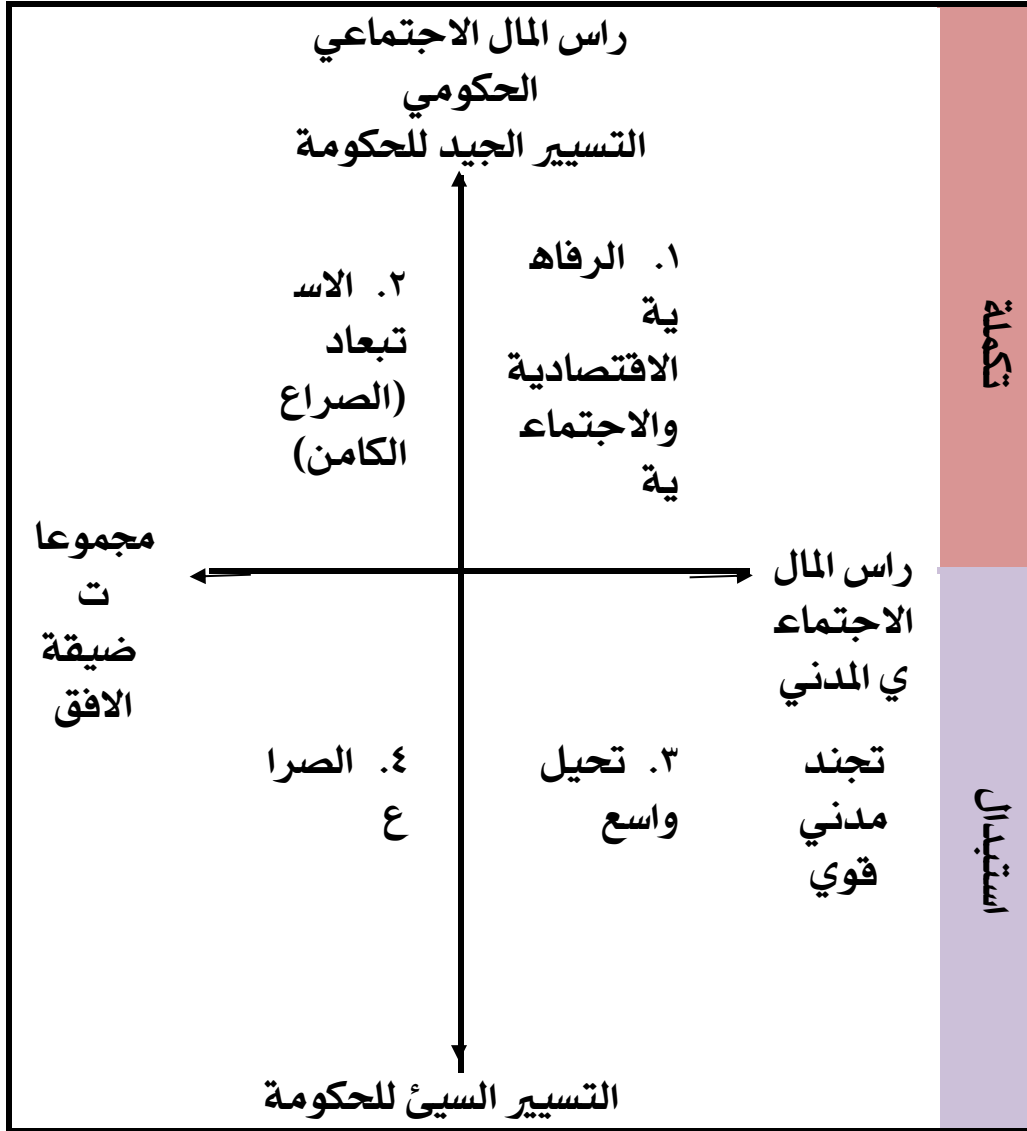 راس المال الاجتماعي
الحكومي
التسيير الجيد للحكومة
١. الرفاه
ية
الاقتصادية
والاجتماع
ية
٢. الاس
تبعاد
(الصراع
الكامن)
تكملة
راس المال
الاجتماع
ي المدني
مجموعا
ت
ضيقة
الافق
تجند
مدني
قوي
٣. تحيل
واسع
٤. الصرا
ع
استبدال
التسيير السيئ للحكومة